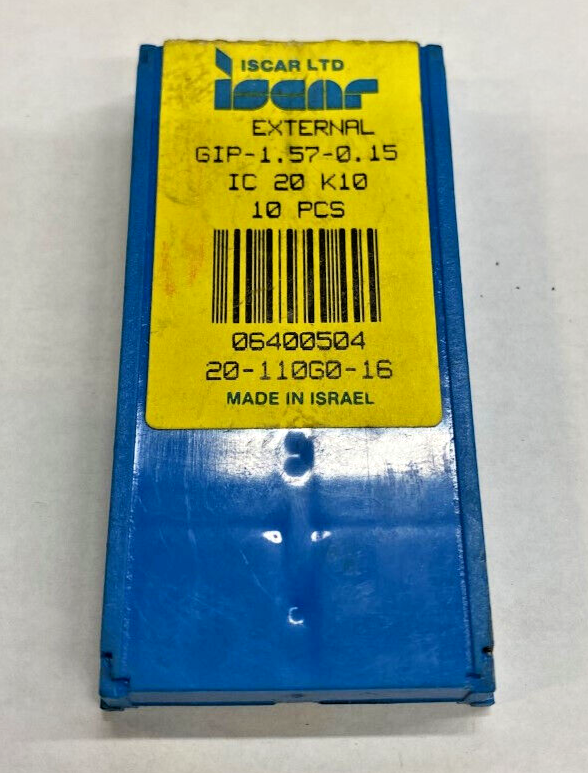 ISCAR LTD
iscar
EXTERNAL
GIP-1.57-0.15
IC 20 K10
10 PCS
06400504
20-110G0-16
MADE IN ISRAEL